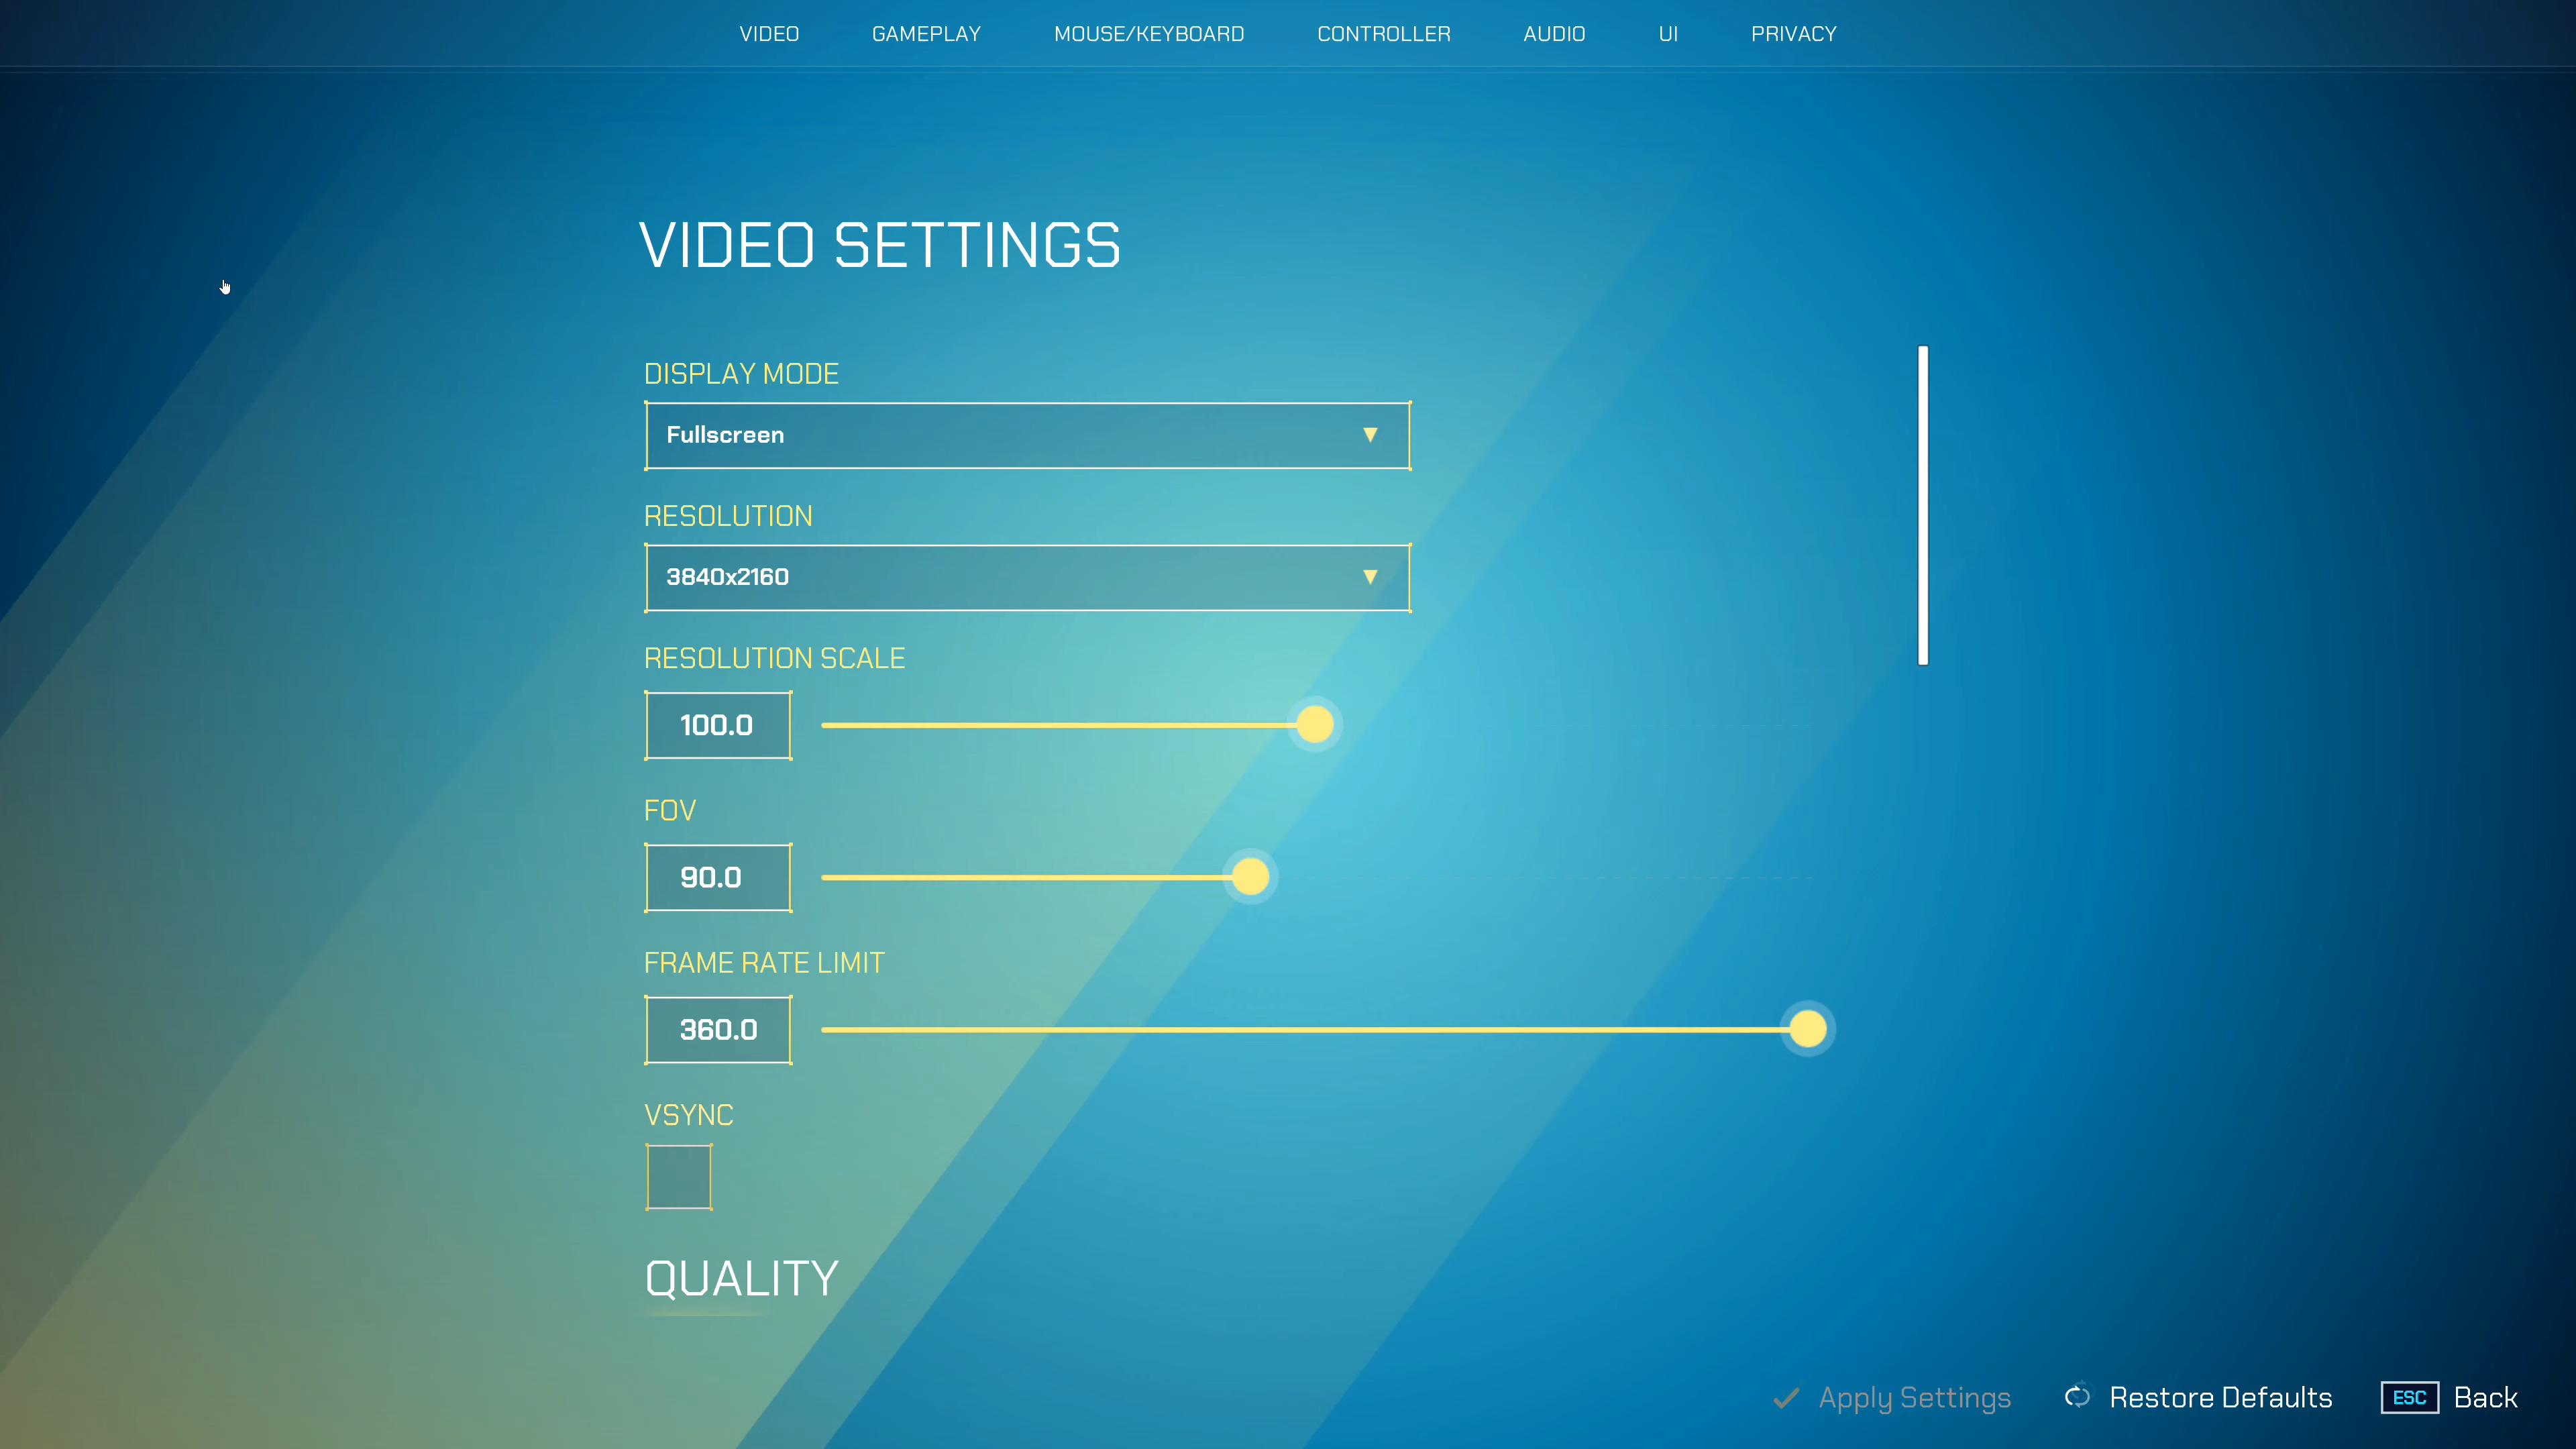 VIDEO GAMEPLAY MOUSE/KEYBOARD CONTROLLER AUDIO UI PRIVACY
VIDEO SETTINGS
DISPLAY MODE
Fullscreen
RESOLUTION
3840x2160
RESOLUTION SCALE
100.0
FOV
90.0
FRAME RATE LIMIT
360.0
VSYNC
QUALITY
Apply Settings Restore Defaults ESC Back